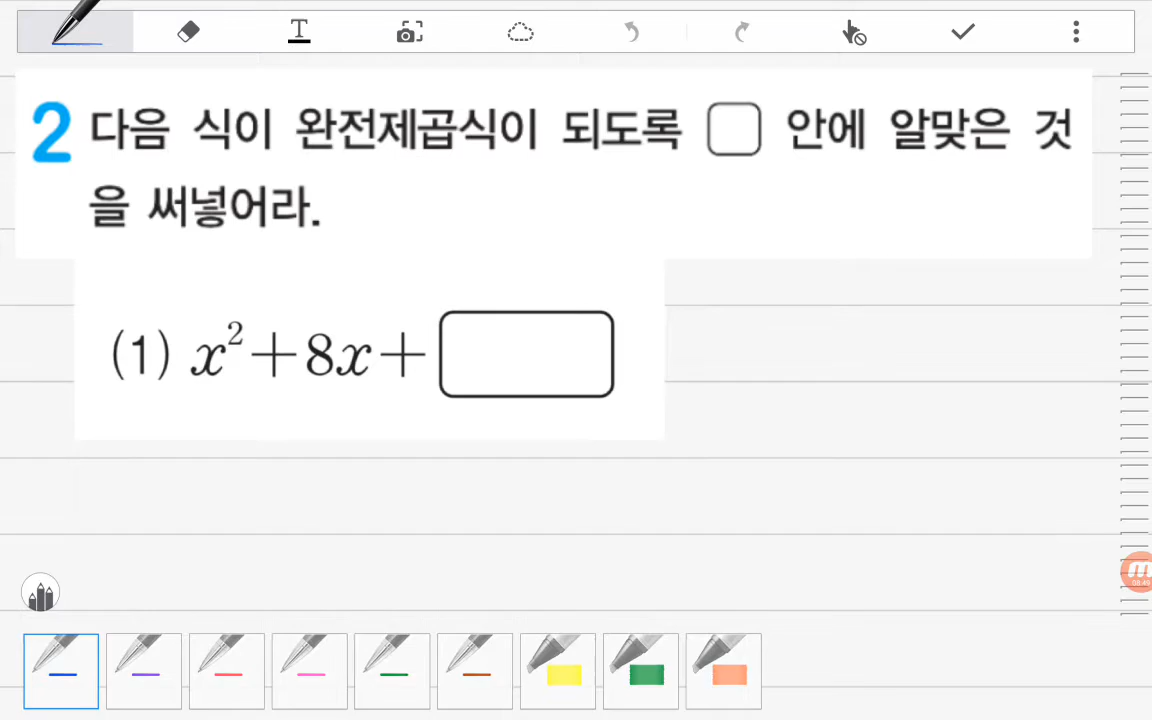 T
2 다음 식이 완전제곱식이 되도록 □ 안에 알맞은 것
을 써넣어라.
(1) x²+8x+□